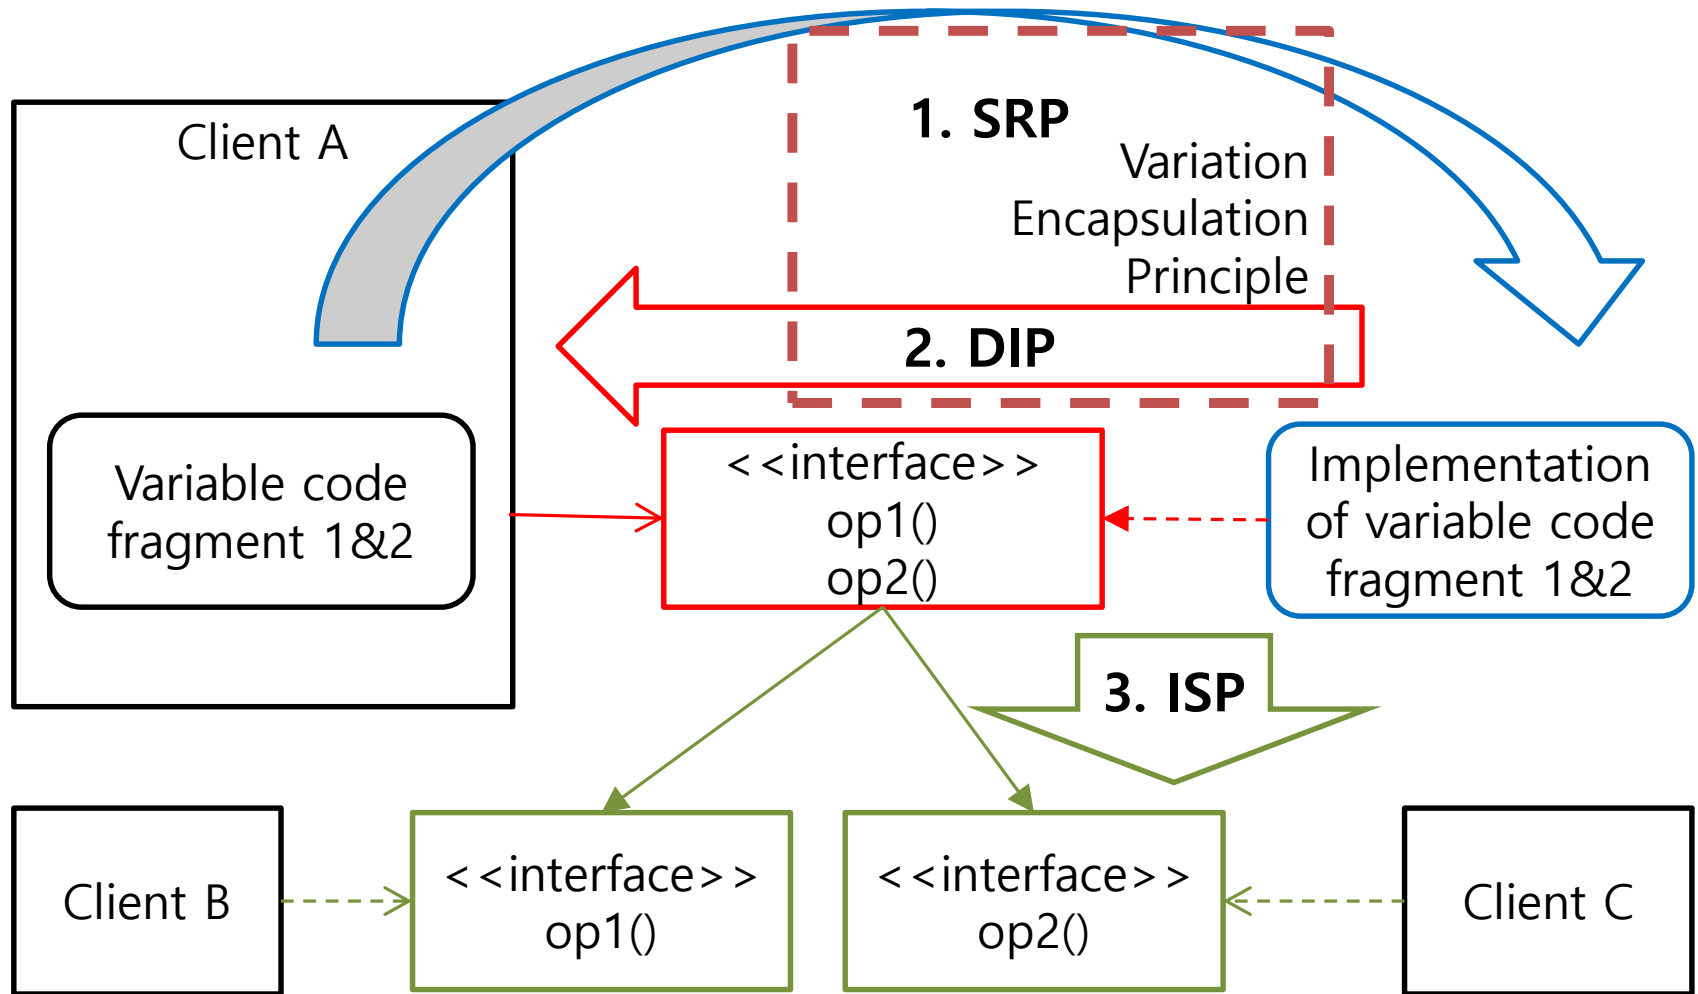 Client A
1. SRP
Variation
Encapsulation
Principle
2. DIP
Variable code
fragment 1&2
<<interface>>
op1()
op2()
Implementation
of variable code
fragment 1&2
3. ISP
Client B
<<interface>>
op1()
<<interface>>
op2()
Client C